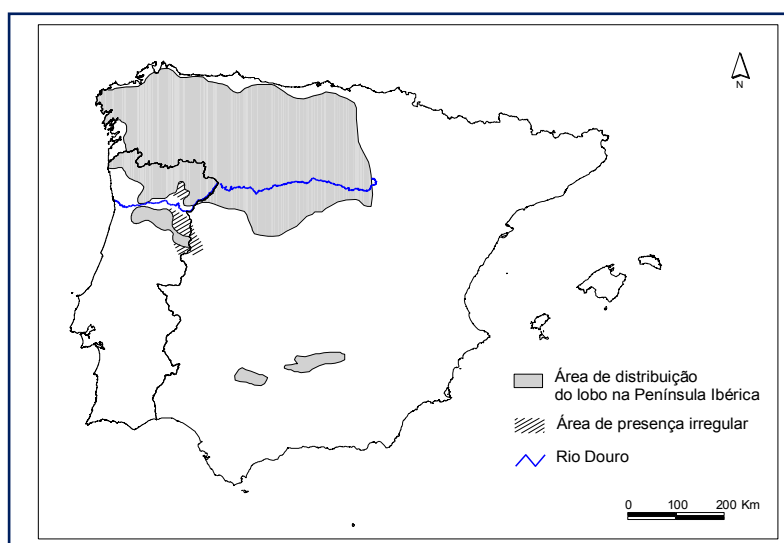 N
Área de distribuição
do lobo na Península Ibérica
Área de presença irregular
Rio Douro
0 100 200 Km